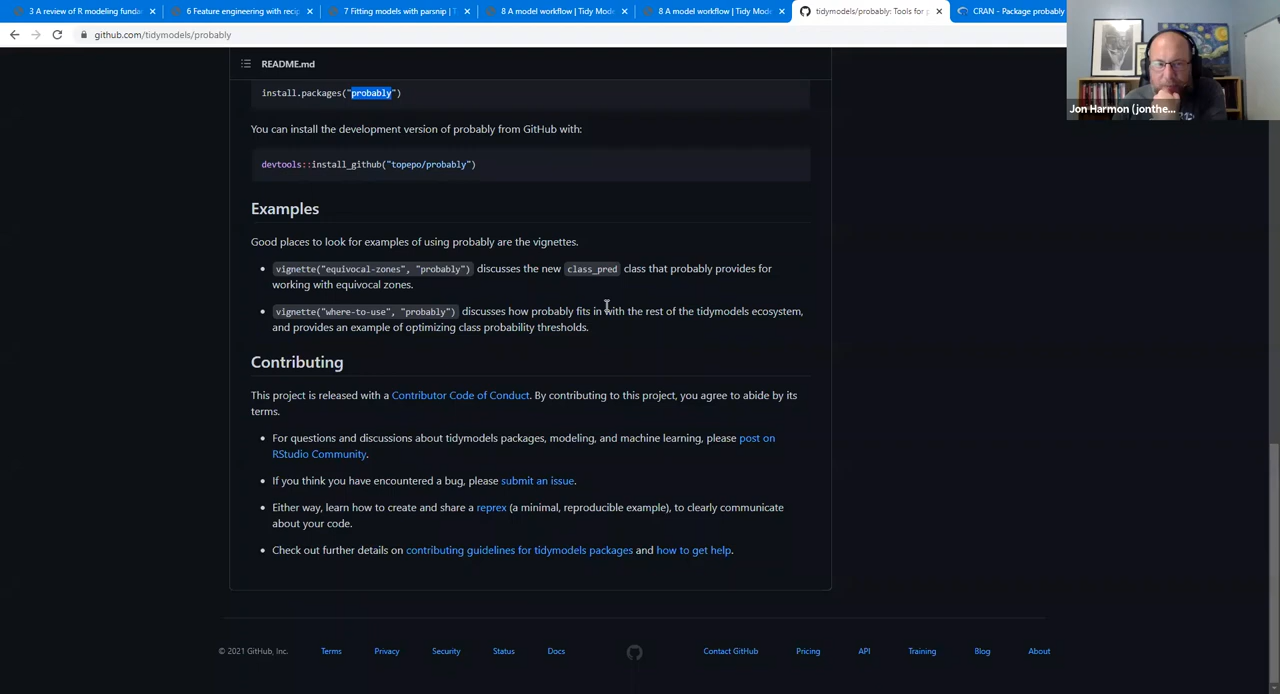 3 A review of R modeling funda
6 Feature engineering with recip
7 Fitting models with parsnip | T
8 A model workflow | Tidy Mode
8 A model workflow | Tidy Mode
tidymodels/probably: Tools for p
CRAN - Package probably
github.com/tidymodels/probably
Jon Harmon (jonthe...
README.md
install.packages("probably")
You can install the development version of probably from GitHub with:
devtools::install_github("topepo/probably")
Examples
Good places to look for examples of using probably are the vignettes.
vignette("equivocal-zones", "probably") discusses the new class_pred class that probably provides for
working with equivocal zones.
vignette("where-to-use", "probably") discusses how probably fits in with the rest of the tidymodels ecosystem,
and provides an example of optimizing class probability thresholds.
Contributing
This project is released with a Contributor Code of Conduct. By contributing to this project, you agree to abide by its
terms.
For questions and discussions about tidymodels packages, modeling, and machine learning, please post on
RStudio Community.
If you think you have encountered a bug, please submit an issue.
Either way, learn how to create and share a reprex (a minimal, reproducible example), to clearly communicate
about your code.
Check out further details on contributing guidelines for tidymodels packages and how to get help.
© 2021 GitHub, Inc.
Terms
Privacy
Security
Status
Docs
Contact GitHub
Pricing
API
Training
Blog
About